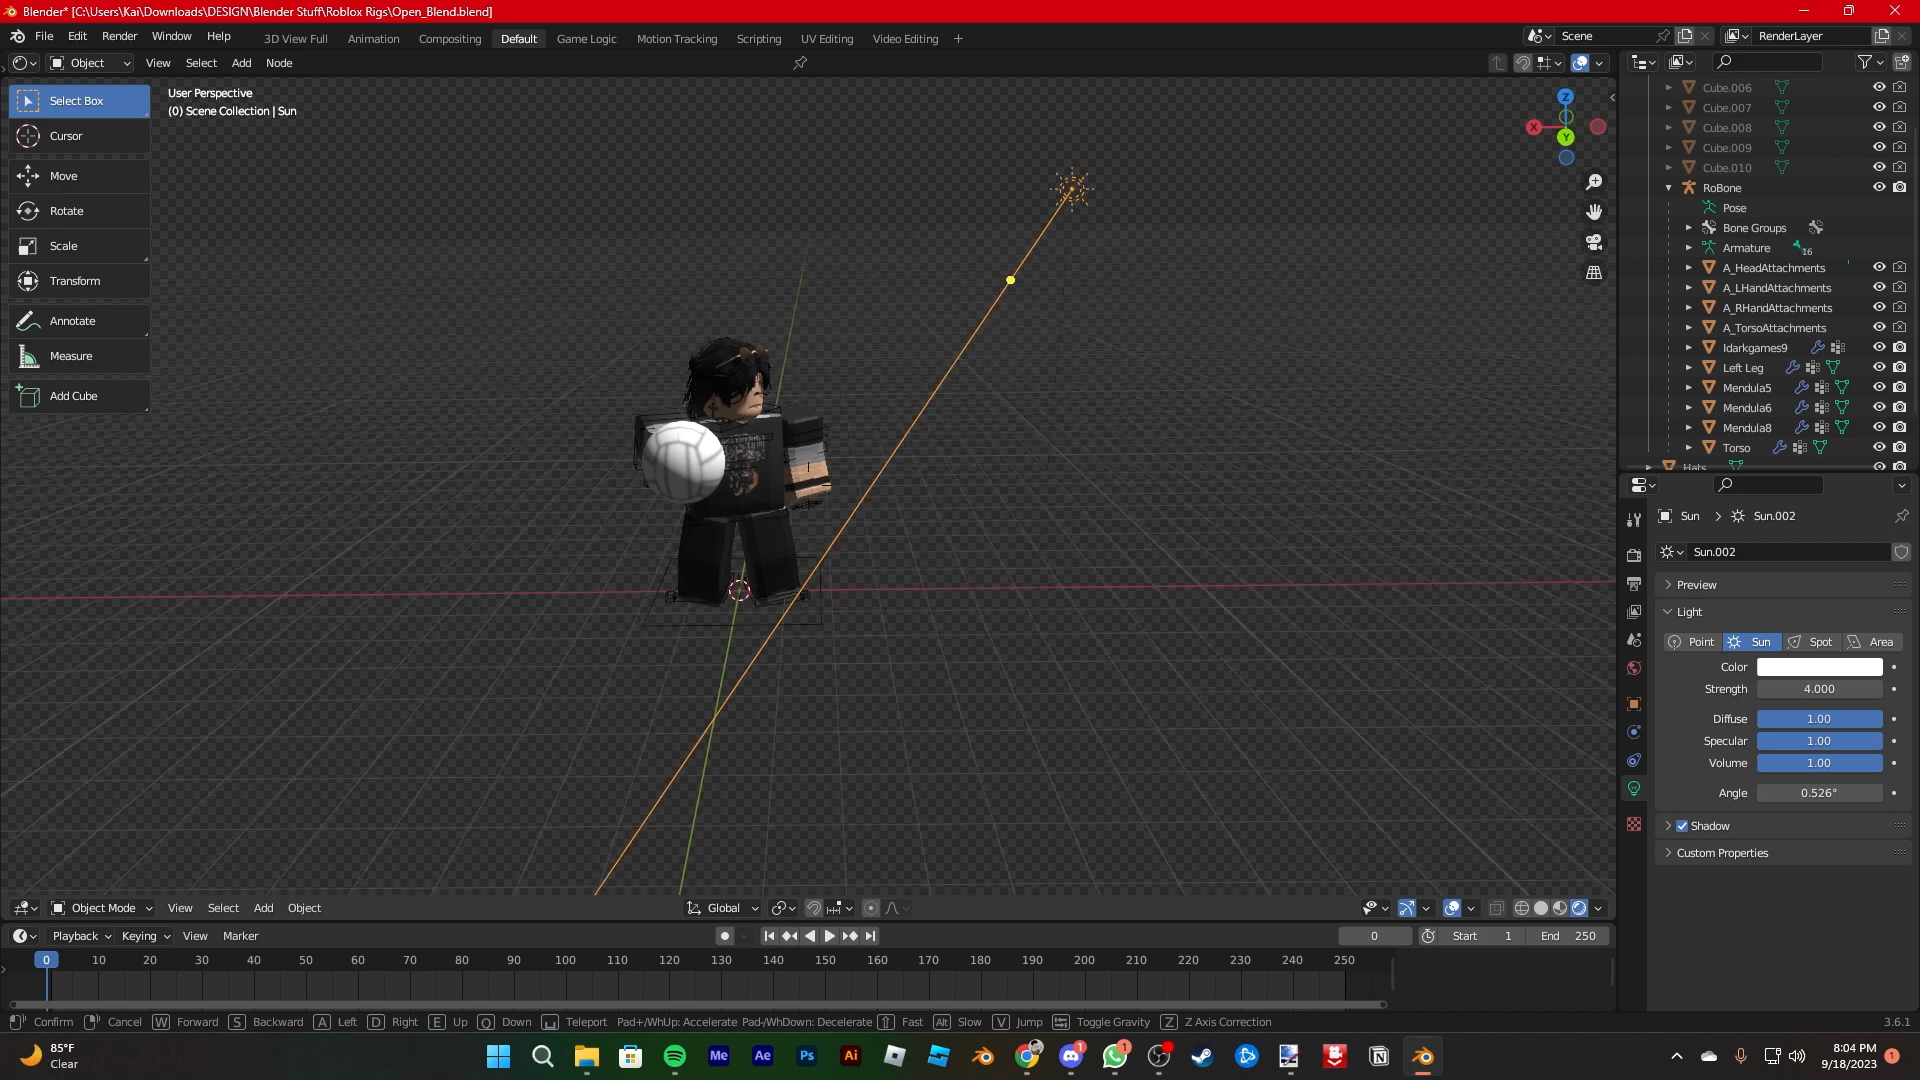 Blender* [C:\Users\Kai\Downloads\DESIGN\Blender Stuff\Roblox Rigs\Open_Blend.blend]
File Edit Render Window Help 3D View Full Animation Compositing Default Game Logic Motion Tracking Scripting UV Editing Video Editing Scene RenderLayer
Object View Select Add Node
Select Box
Cursor
Move
Rotate
Scale
Transform
Annotate
Measure
Add Cube
User Perspective
(0) Scene Collection | Sun
Z
X
Y
Cube.006
Cube.007
Cube.008
Cube.009
Cube.010
RoBone
Pose
Bone Groups
Armature 16
A_HeadAttachments
A_LHandAttachments
A_RHandAttachments
A_TorsoAttachments
Idarkgames9
Left Leg
Mendula5
Mendula6
Mendula8
Torso
Hats
Sun > Sun.002
Sun.002
Preview
Light
Point Sun Spot Area
Color
Strength 4.000
Diffuse 1.00
Specular 1.00
Volume 1.00
Angle 0.526°
Shadow
Custom Properties
Object Mode View Select Add Object Global
Playback Keying View Marker 0 Start 1 End 250
0 10 20 30 40 50 60 70 80 90 100 110 120 130 140 150 160 170 180 190 200 210 220 230 240 250
Confirm Cancel W Forward S Backward A Left D Right E Up Q Down Teleport Pad+/WhUp: Accelerate Pad-/WhDown: Decelerate Fast Alt Slow V Jump Toggle Gravity Z Z Axis Correction 3.6.1
85°F
Clear
Me Ae Ps Ai 1 1
8:04 PM
9/18/2023
1